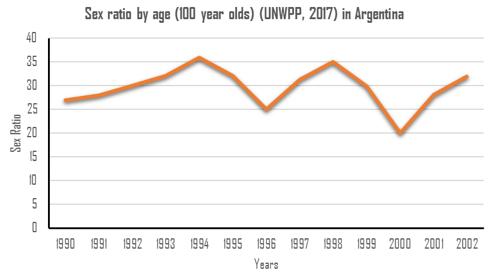 Sex ratio by age (100 year olds) (UNWPP, 2017) in Argentina
40
35
30
25
20
15
10
5
0
Sex Ratio
1990 1991 1992 1993 1994 1995 1996 1997 1998 1999 2000 2001 2002
Years